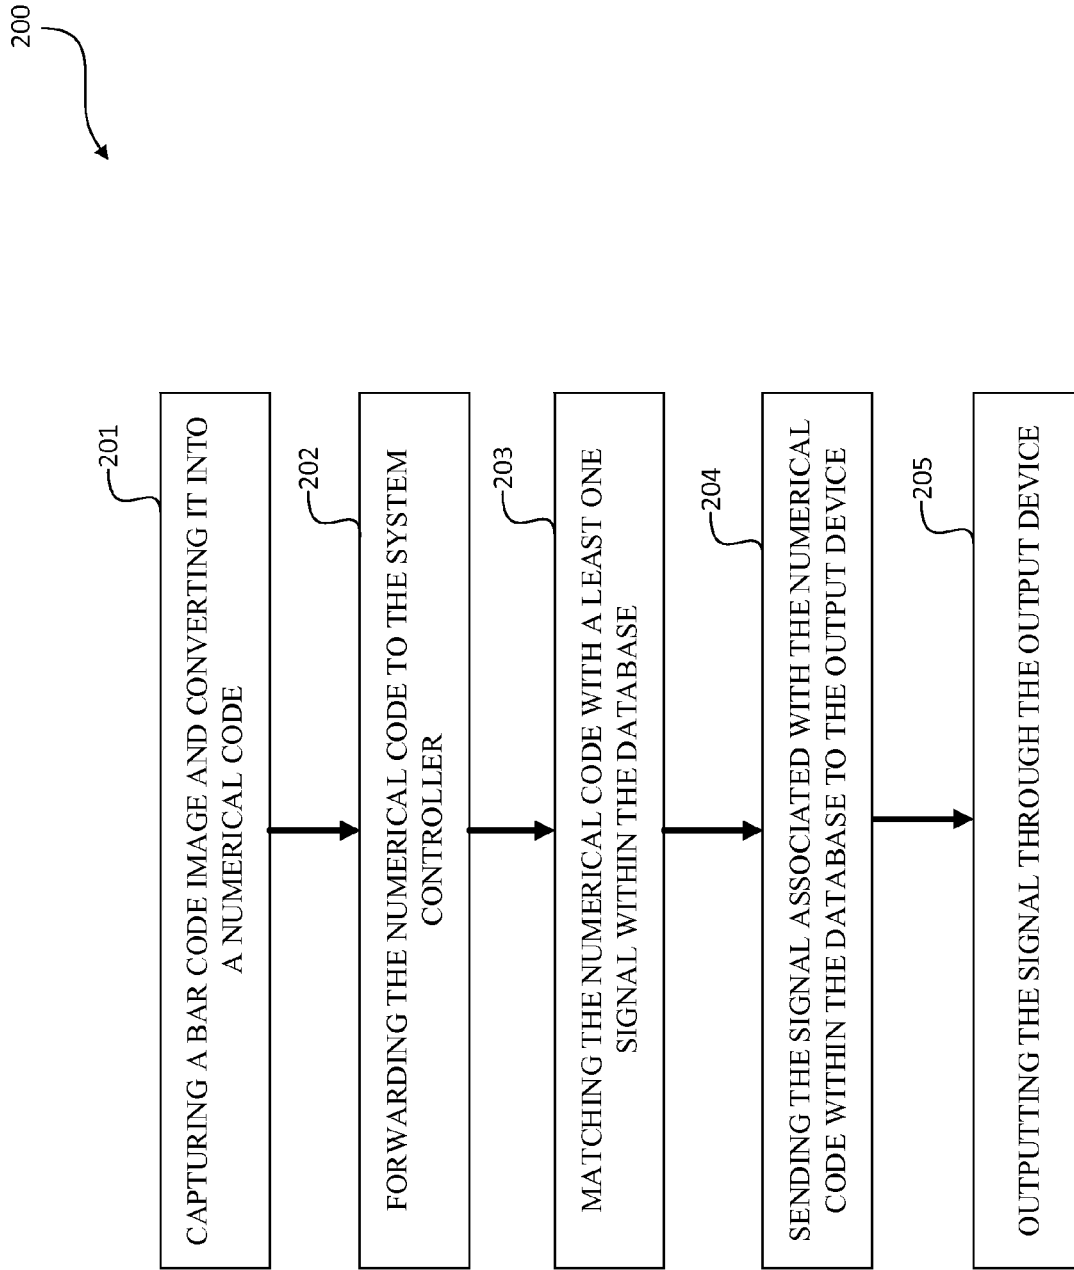 200
201
CAPTURING A BAR CODE IMAGE AND CONVERTING IT INTO
A NUMERICAL CODE
202
FORWARDING THE NUMERICAL CODE TO THE SYSTEM
CONTROLLER
203
MATCHING THE NUMERICAL CODE WITH A LEAST ONE
SIGNAL WITHIN THE DATABASE
204
SENDING THE SIGNAL ASSOCIATED WITH THE NUMERICAL
CODE WITHIN THE DATABASE TO THE OUTPUT DEVICE
205
OUTPUTTING THE SIGNAL THROUGH THE OUTPUT DEVICE